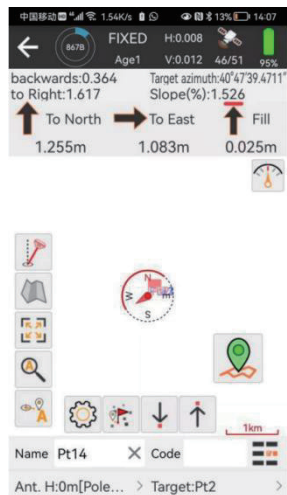 中国移动 1.54K/s 13% 14:07
867B FIXED H:0.008
Age1 V:0.012 46/51 95%
backwards:0.364 Target azimuth:40°47'39.4711"
to Right:1.617 Slope(%):1.526
To North To East Fill
1.255m 1.083m 0.025m
N
W
S
A
A
1km
Name Pt14 Code
Ant. H:0m[Pole... > Target:Pt2 >